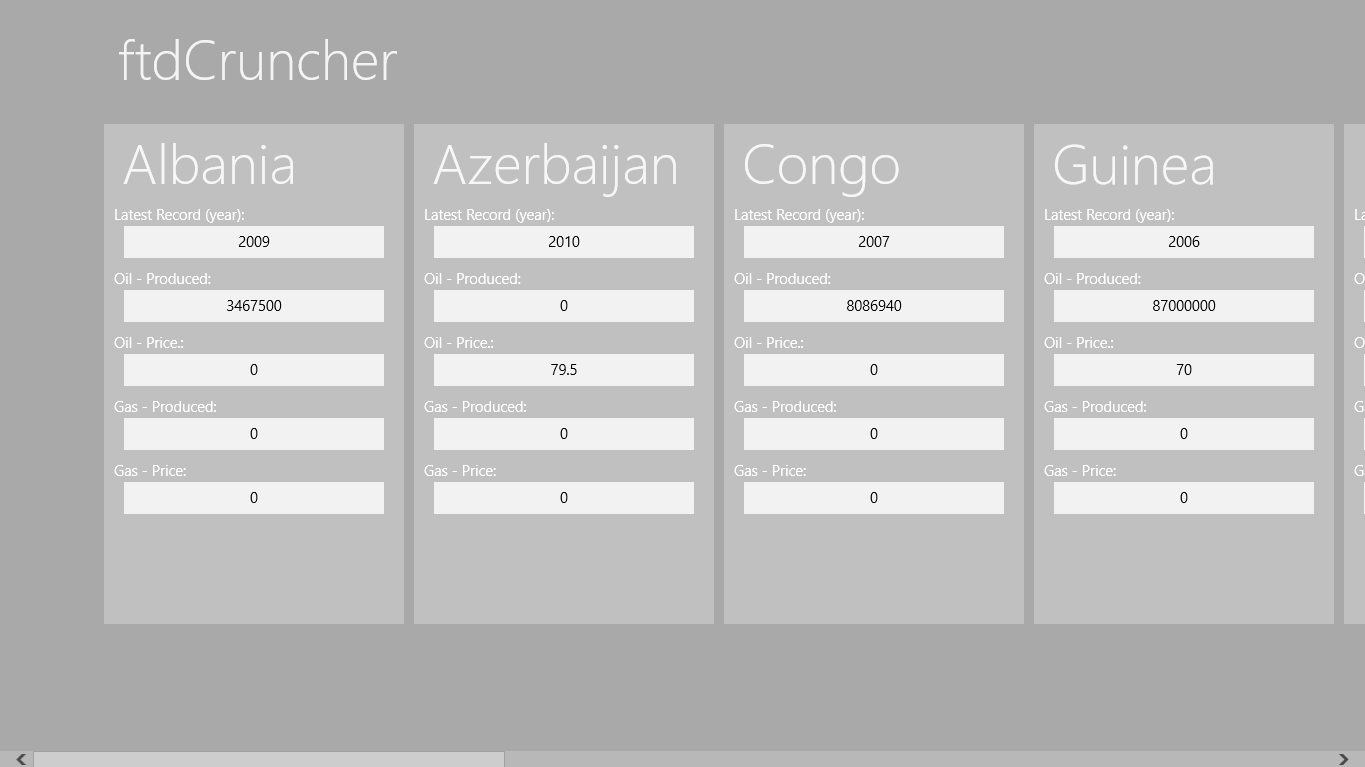 ftdCruncher
Albania
Latest Record (year):
2009
Oil - Produced:
3467500
Oil - Price.:
0
Gas - Produced:
0
Gas - Price:
0
Azerbaijan
Latest Record (year):
2010
Oil - Produced:
0
Oil - Price.:
79.5
Gas - Produced:
0
Gas - Price:
0
Congo
Latest Record (year):
2007
Oil - Produced:
8086940
Oil - Price.:
0
Gas - Produced:
0
Gas - Price:
0
Guinea
Latest Record (year):
2006
Oil - Produced:
87000000
Oil - Price.:
70
Gas - Produced:
0
Gas - Price:
0